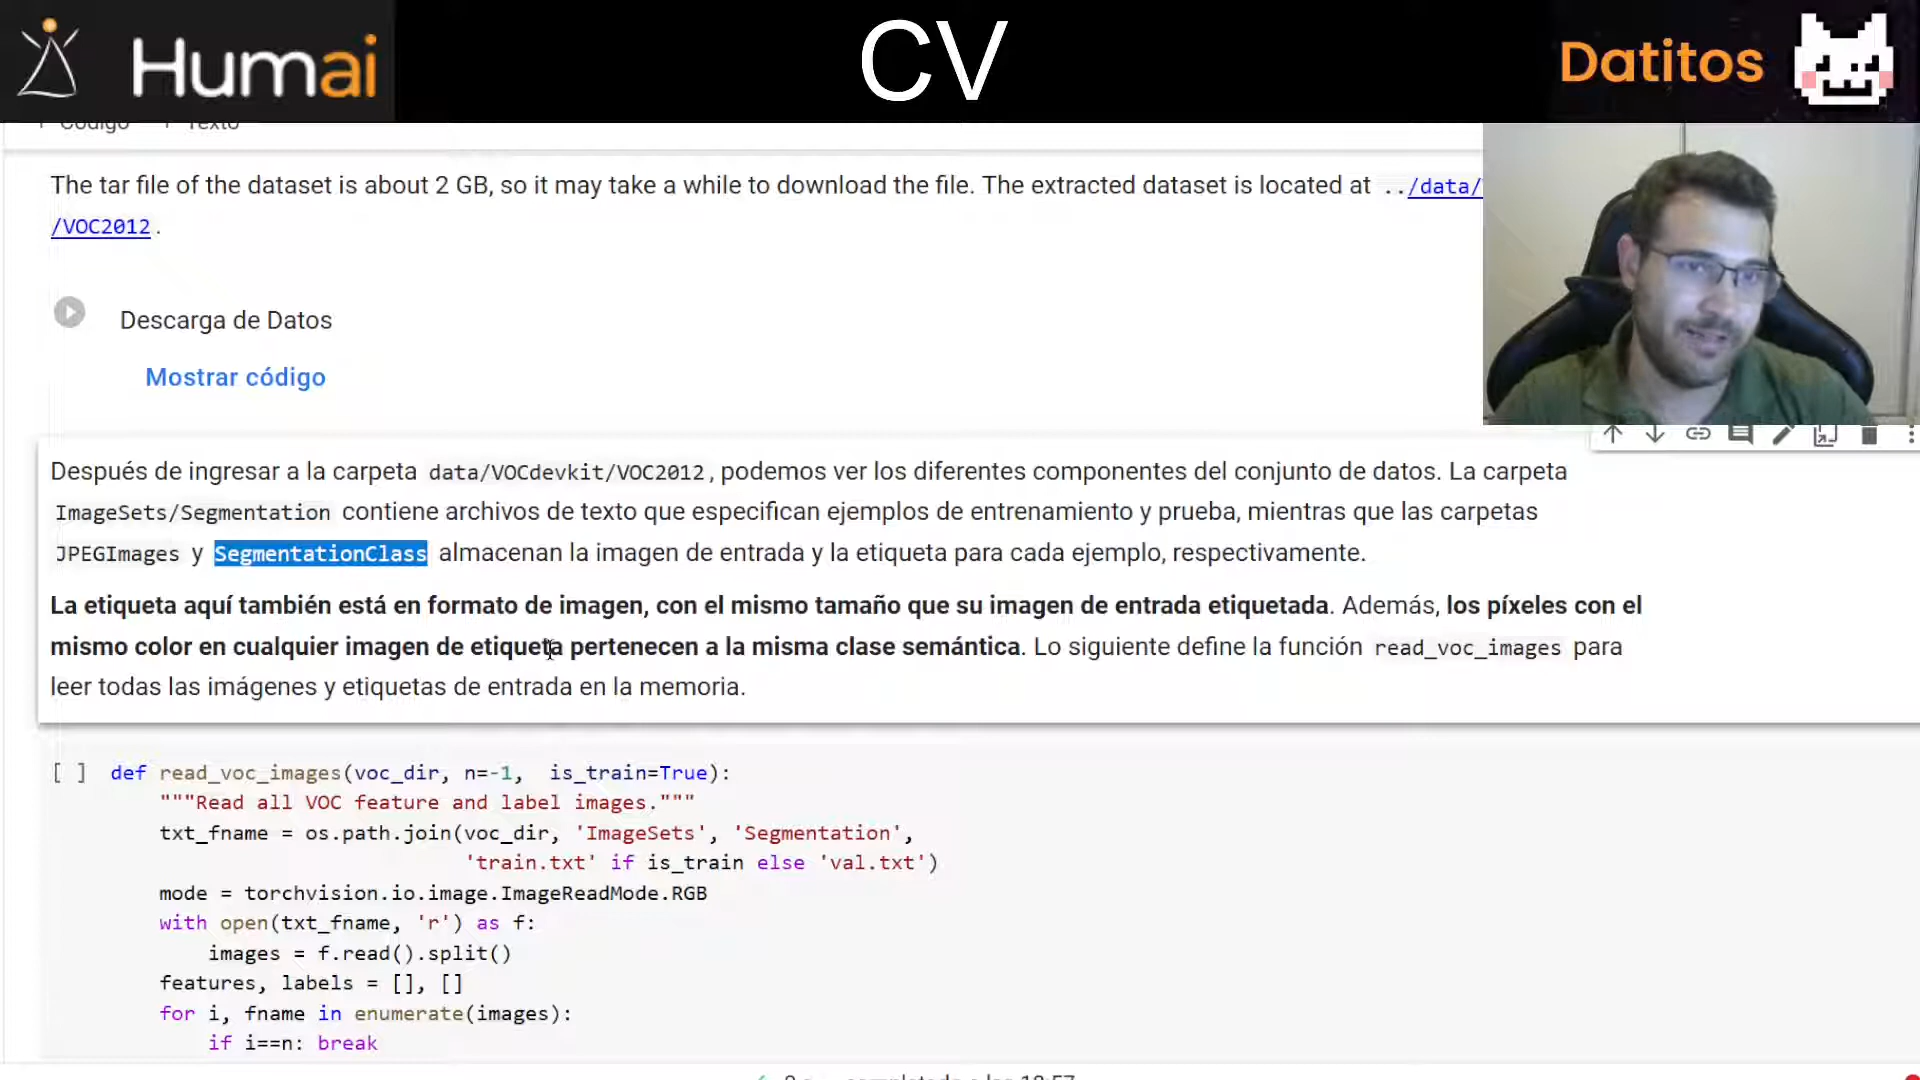 Humai
CV
Datitos
+ Código + Texto
The tar file of the dataset is about 2 GB, so it may take a while to download the file. The extracted dataset is located at ../data/
/VOC2012.
Descarga de Datos
Mostrar código
Después de ingresar a la carpeta data/VOCdevkit/VOC2012, podemos ver los diferentes componentes del conjunto de datos. La carpeta
ImageSets/Segmentation contiene archivos de texto que especifican ejemplos de entrenamiento y prueba, mientras que las carpetas
JPEGImages y SegmentationClass almacenan la imagen de entrada y la etiqueta para cada ejemplo, respectivamente.
La etiqueta aquí también está en formato de imagen, con el mismo tamaño que su imagen de entrada etiquetada. Además, los píxeles con el
mismo color en cualquier imagen de etiqueta pertenecen a la misma clase semántica. Lo siguiente define la función read_voc_images para
leer todas las imágenes y etiquetas de entrada en la memoria.
[ ] def read_voc_images(voc_dir, n=-1, is_train=True):
"""Read all VOC feature and label images."""
txt_fname = os.path.join(voc_dir, 'ImageSets', 'Segmentation',
'train.txt' if is_train else 'val.txt')
mode = torchvision.io.image.ImageReadMode.RGB
with open(txt_fname, 'r') as f:
images = f.read().split()
features, labels = [], []
for i, fname in enumerate(images):
if i==n: break